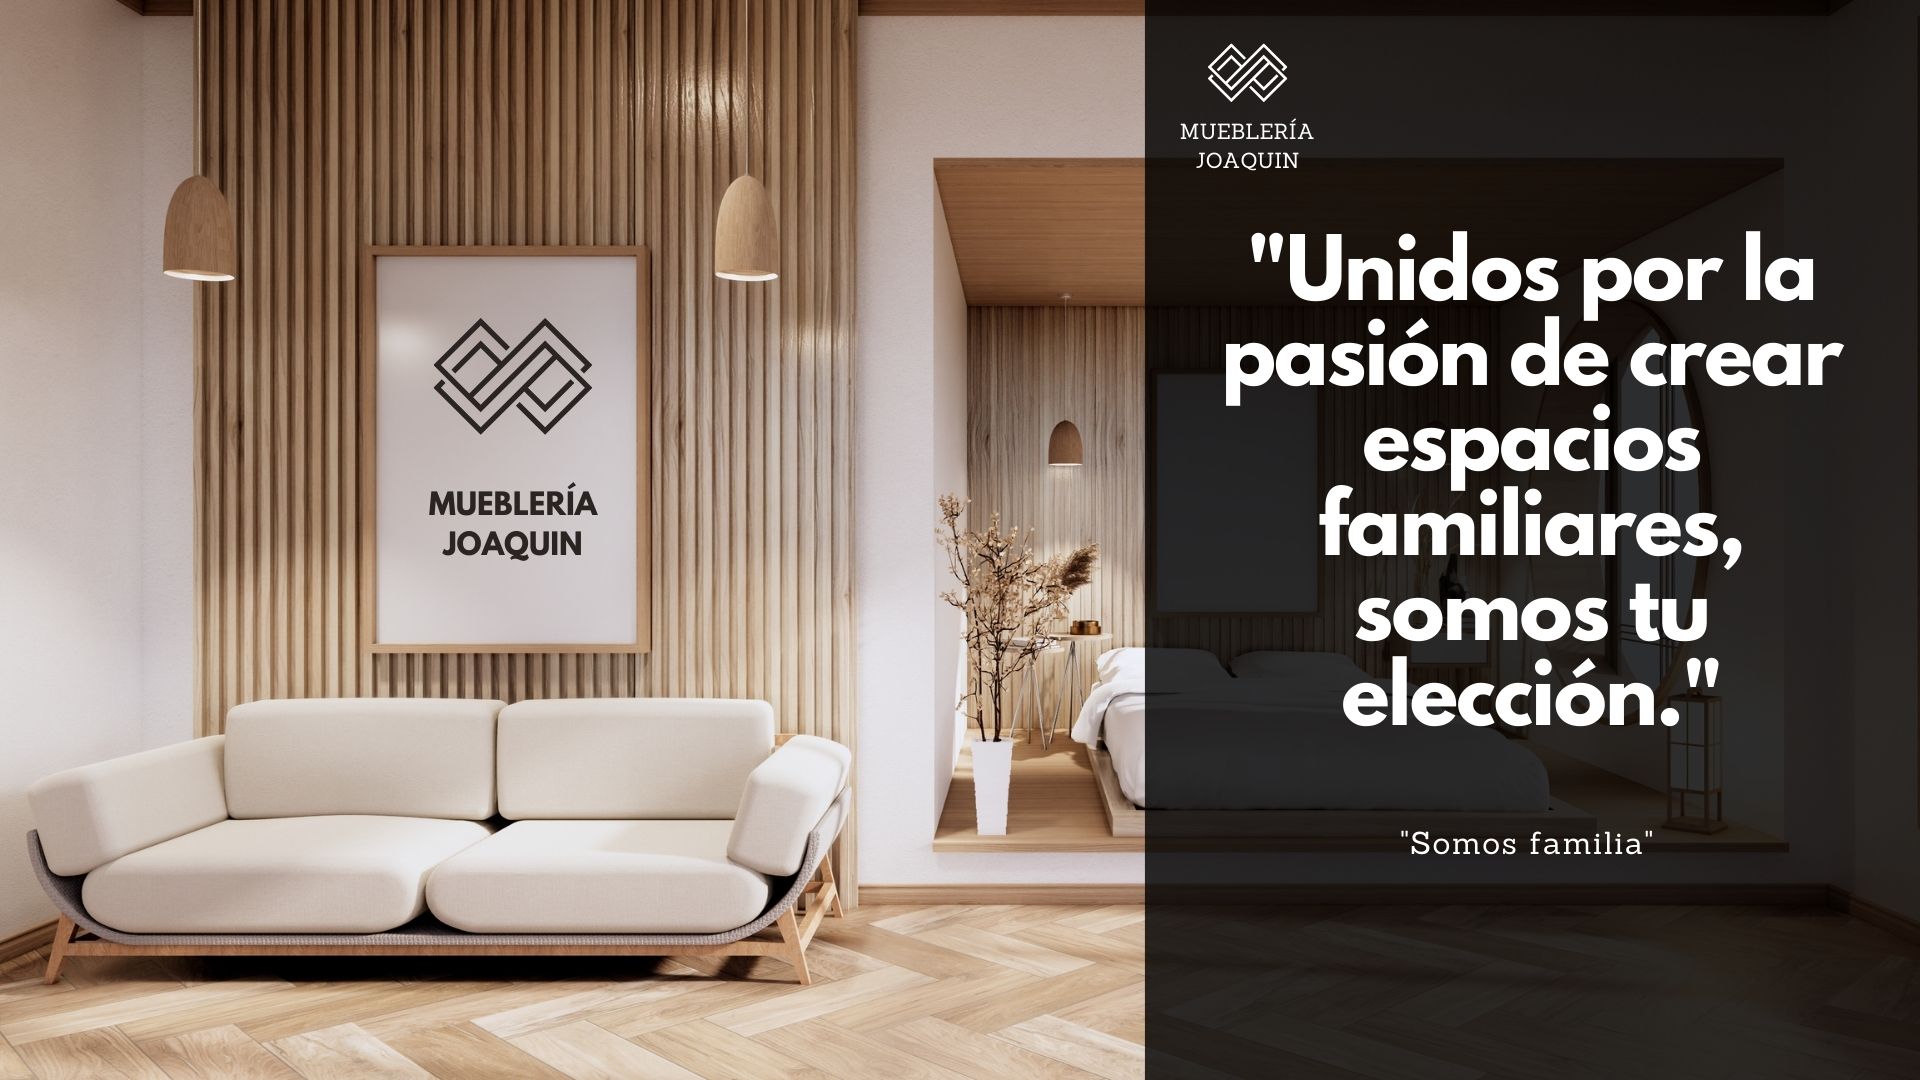 MUEBLERÍA
JOAQUIN
MUEBLERÍA
JOAQUIN
"Unidos por la
pasión de crear
espacios
familiares,
somos tu
elección."
"Somos familia"